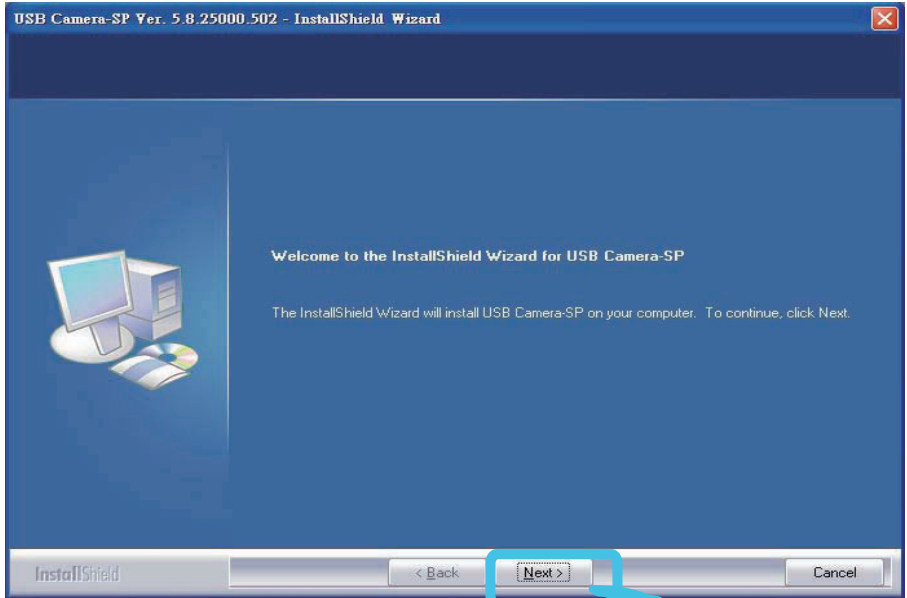 USB Camera-SP Ver. 5.8.25000.502 - InstallShield Wizard
Welcome to the InstallShield Wizard for USB Camera-SP
The InstallShield Wizard will install USB Camera-SP on your computer. To continue, click Next.
InstallShield
< Back
Next >
Cancel